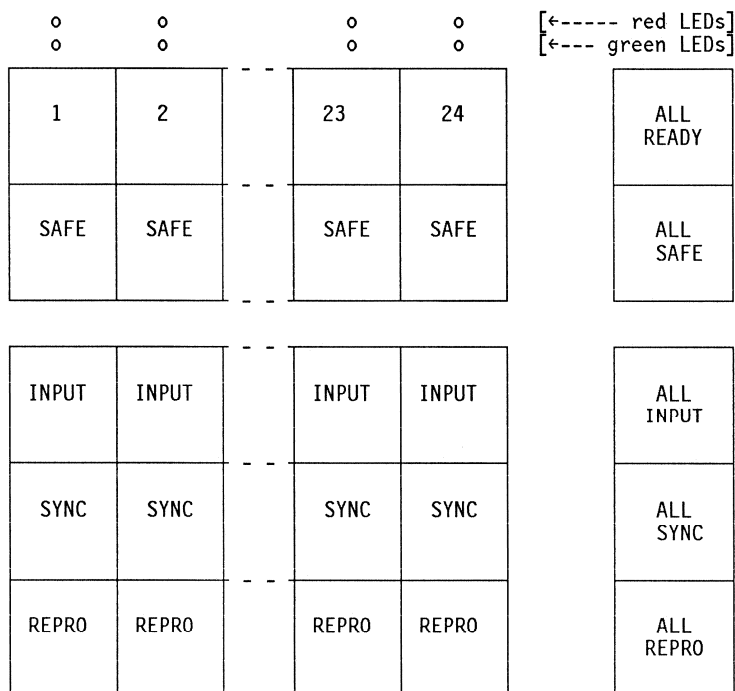 o o o o [←----- red LEDs]
o o o o [←--- green LEDs]
1 2 23 24 ALL
READY
SAFE SAFE SAFE SAFE ALL
SAFE
INPUT INPUT INPUT INPUT ALL
INPUT
SYNC SYNC SYNC SYNC ALL
SYNC
REPRO REPRO REPRO REPRO ALL
REPRO